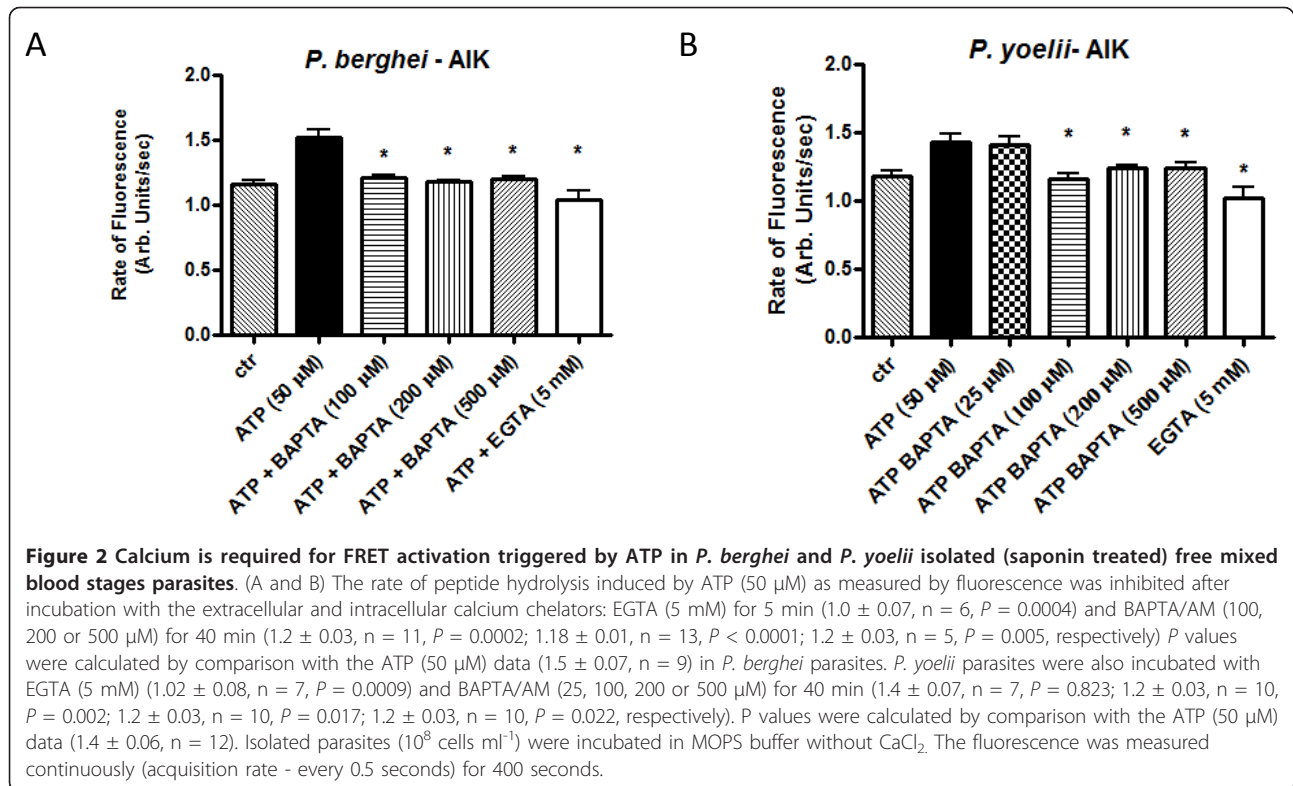 A
P. berghei - AIK
Rate of Fluorescence
(Arb. Units/sec)
2.0
1.5
1.0
0.5
0.0
* * * *
ctr
ATP (50 µM)
ATP + BAPTA (100 µM)
ATP + BAPTA (200 µM)
ATP + BAPTA (500 µM)
ATP + EGTA (5 mM)
B
P. yoelii- AIK
Rate of Fluorescence
(Arb. Units/sec)
2.0
1.5
1.0
0.5
0.0
* * * *
ctr
ATP (50 µM)
ATP BAPTA (25 µM)
ATP BAPTA (100 µM)
ATP BAPTA (200 µM)
ATP BAPTA (500 µM)
EGTA (5 mM)
Figure 2 Calcium is required for FRET activation triggered by ATP in P. berghei and P. yoelii isolated (saponin treated) free mixed
blood stages parasites. (A and B) The rate of peptide hydrolysis induced by ATP (50 μM) as measured by fluorescence was inhibited after
incubation with the extracellular and intracellular calcium chelators: EGTA (5 mM) for 5 min (1.0 ± 0.07, n = 6, P = 0.0004) and BAPTA/AM (100,
200 or 500 μM) for 40 min (1.2 ± 0.03, n = 11, P = 0.0002; 1.18 ± 0.01, n = 13, P < 0.0001; 1.2 ± 0.03, n = 5, P = 0.005, respectively) P values
were calculated by comparison with the ATP (50 μM) data (1.5 ± 0.07, n = 9) in P. berghei parasites. P. yoelii parasites were also incubated with
EGTA (5 mM) (1.02 ± 0.08, n = 7, P = 0.0009) and BAPTA/AM (25, 100, 200 or 500 μM) for 40 min (1.4 ± 0.07, n = 7, P = 0.823; 1.2 ± 0.03, n = 10,
P = 0.002; 1.2 ± 0.03, n = 10, P = 0.017; 1.2 ± 0.03, n = 10, P = 0.022, respectively). P values were calculated by comparison with the ATP (50 μM)
data (1.4 ± 0.06, n = 12). Isolated parasites (10⁸ cells ml⁻¹) were incubated in MOPS buffer without CaCl₂. The fluorescence was measured
continuously (acquisition rate - every 0.5 seconds) for 400 seconds.